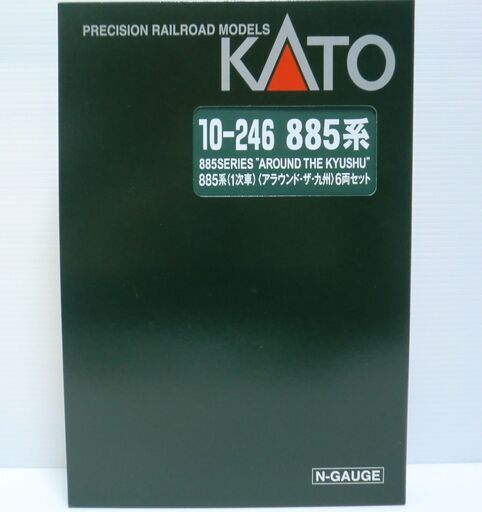 PRECISION RAILROAD MODELS
KATO
10-246 885系
885SERIES "AROUND THE KYUSHU"
885系〈1次車〉〈アラウンド・ザ・九州〉6両セット
N-GAUGE